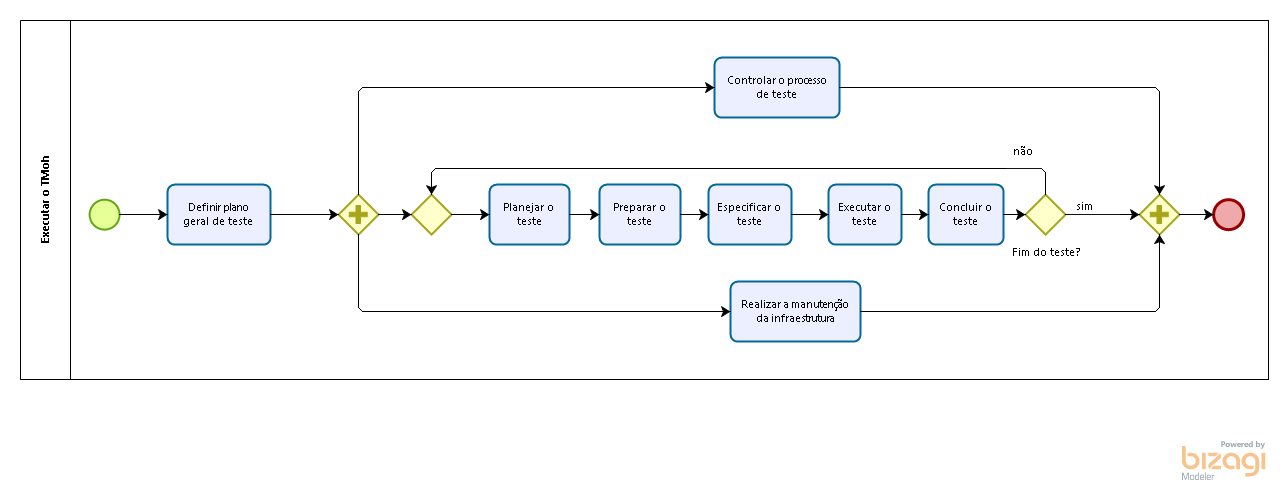 Executar o TMoh
Definir plano
geral de teste
Controlar o processo
de teste
não
Planejar o
teste
Preparar o
teste
Especificar o
teste
Executar o
teste
Concluir o
teste
sim
Fim do teste?
Realizar a manutenção
da infraestrutura
Powered by
bizagi
Modeler